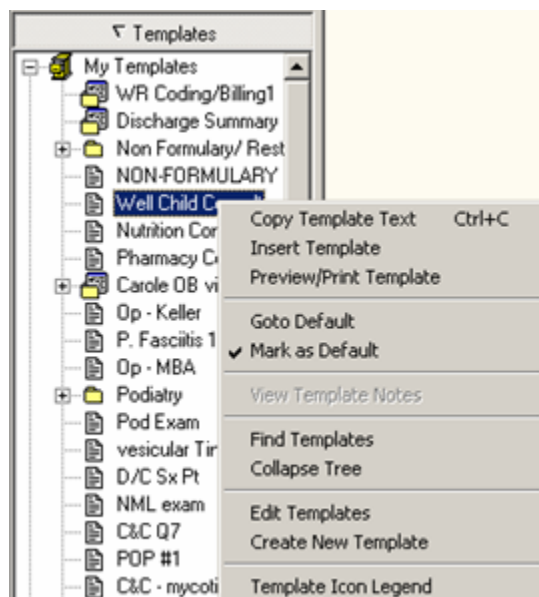 Templates
My Templates
WR Coding/Billing1
Discharge Summary
Non Formulary/ Rest
NON-FORMULARY
Well Child
Nutrition
Pharmacy
Carole OB
Op - Keller
P. Fasciitis 1
Op - MBA
Podiatry
Pod Exam
vesicular
D/C Sx Pt
NML exam
C&C Q7
POP #1
C&C - mycoti
Copy Template Text Ctrl+C
Insert Template
Preview/Print Template
Goto Default
Mark as Default
View Template Notes
Find Templates
Collapse Tree
Edit Templates
Create New Template
Template Icon Legend